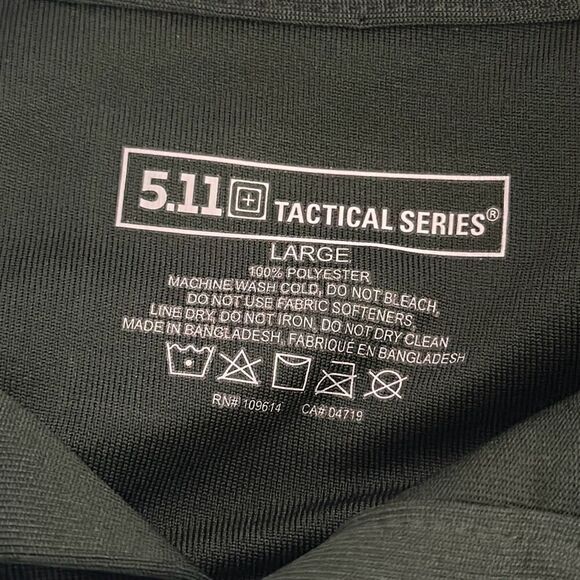 5.11 TACTICAL SERIES®
LARGE
100% POLYESTER
MACHINE WASH COLD, DO NOT BLEACH,
DO NOT USE FABRIC SOFTENERS,
LINE DRY, DO NOT IRON, DO NOT DRY CLEAN
MADE IN BANGLADESH, FABRIQUE EN BANGLADESH
RN# 109614 CA# 04719